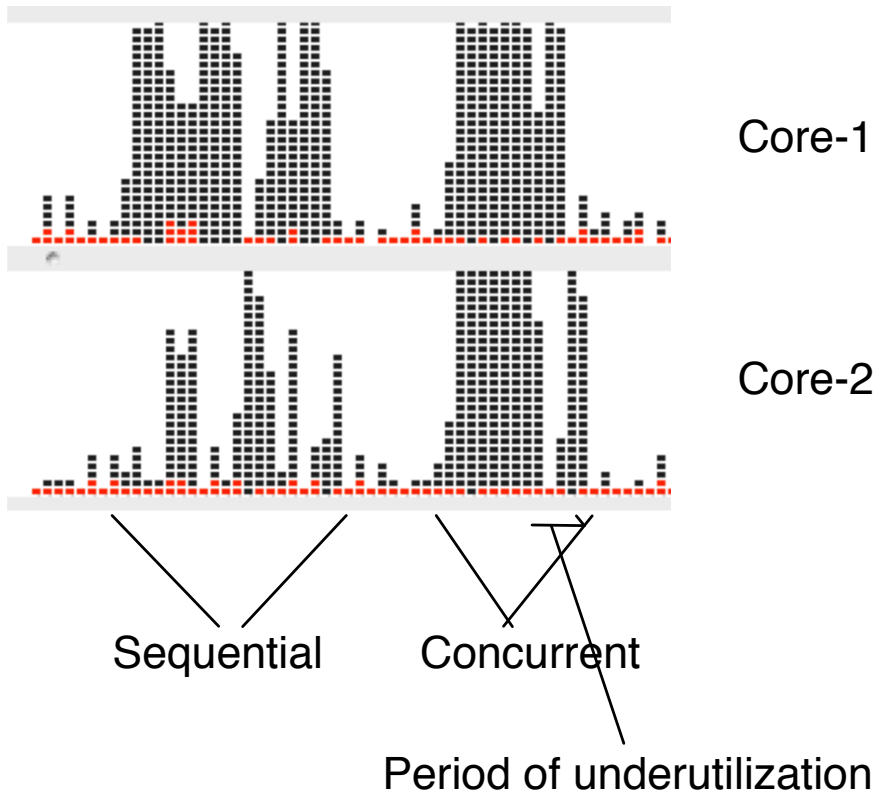 Core-1
Core-2
Sequential
Concurrent
Period of underutilization